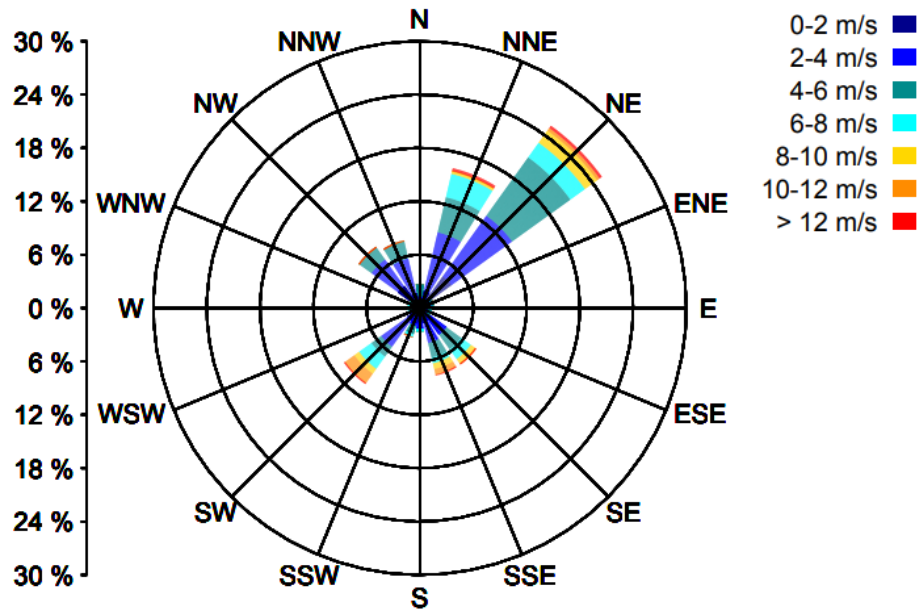 N
30 %
NNW
NNE
0-2 m/s
2-4 m/s
24 %
NW
NE
4-6 m/s
18 %
6-8 m/s
8-10 m/s
12 %
WNW
ENE
10-12 m/s
> 12 m/s
6 %
0 %
W
E
6 %
12 %
WSW
ESE
18 %
24 %
SW
SE
30 %
SSW
SSE
S